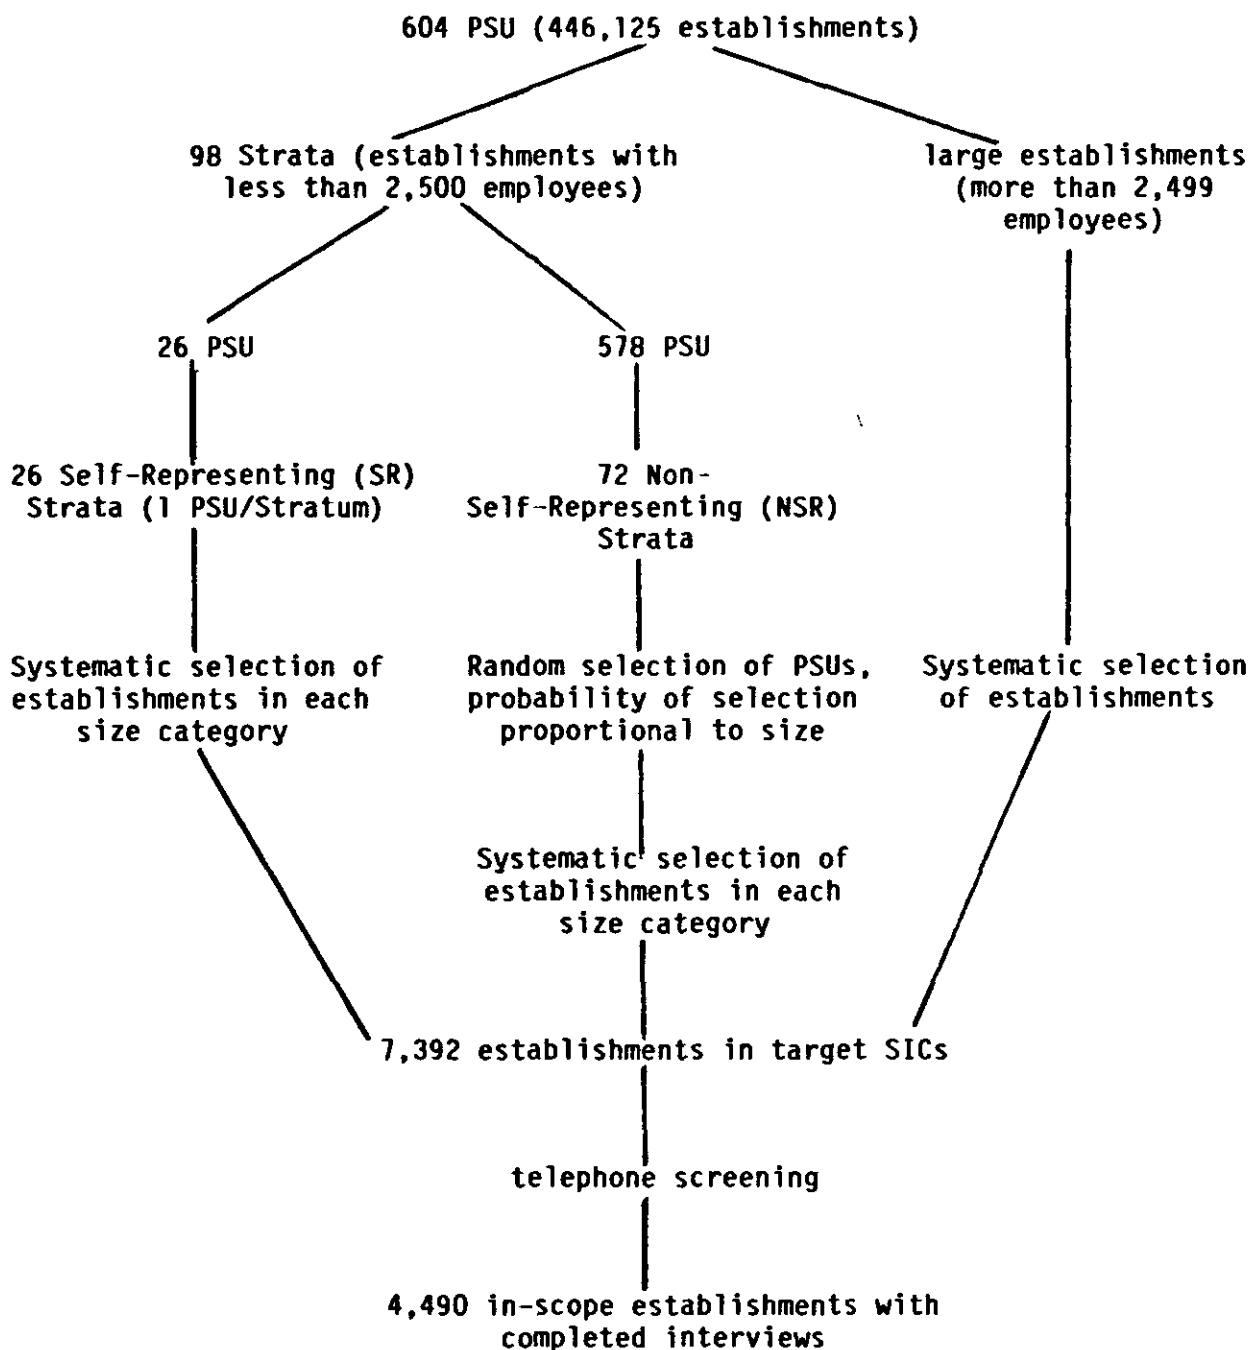 604 PSU (446,125 establishments)
98 Strata (establishments with
less than 2,500 employees)
large establishments
(more than 2,499
employees)
26 PSU
578 PSU
26 Self-Representing (SR)
Strata (1 PSU/Stratum)
72 Non-
Self-Representing (NSR)
Strata
Systematic selection of
establishments in each
size category
Random selection of PSUs,
probability of selection
proportional to size
Systematic selection
of establishments
Systematic selection of
establishments in each
size category
7,392 establishments in target SICs
telephone screening
4,490 in-scope establishments with
completed interviews